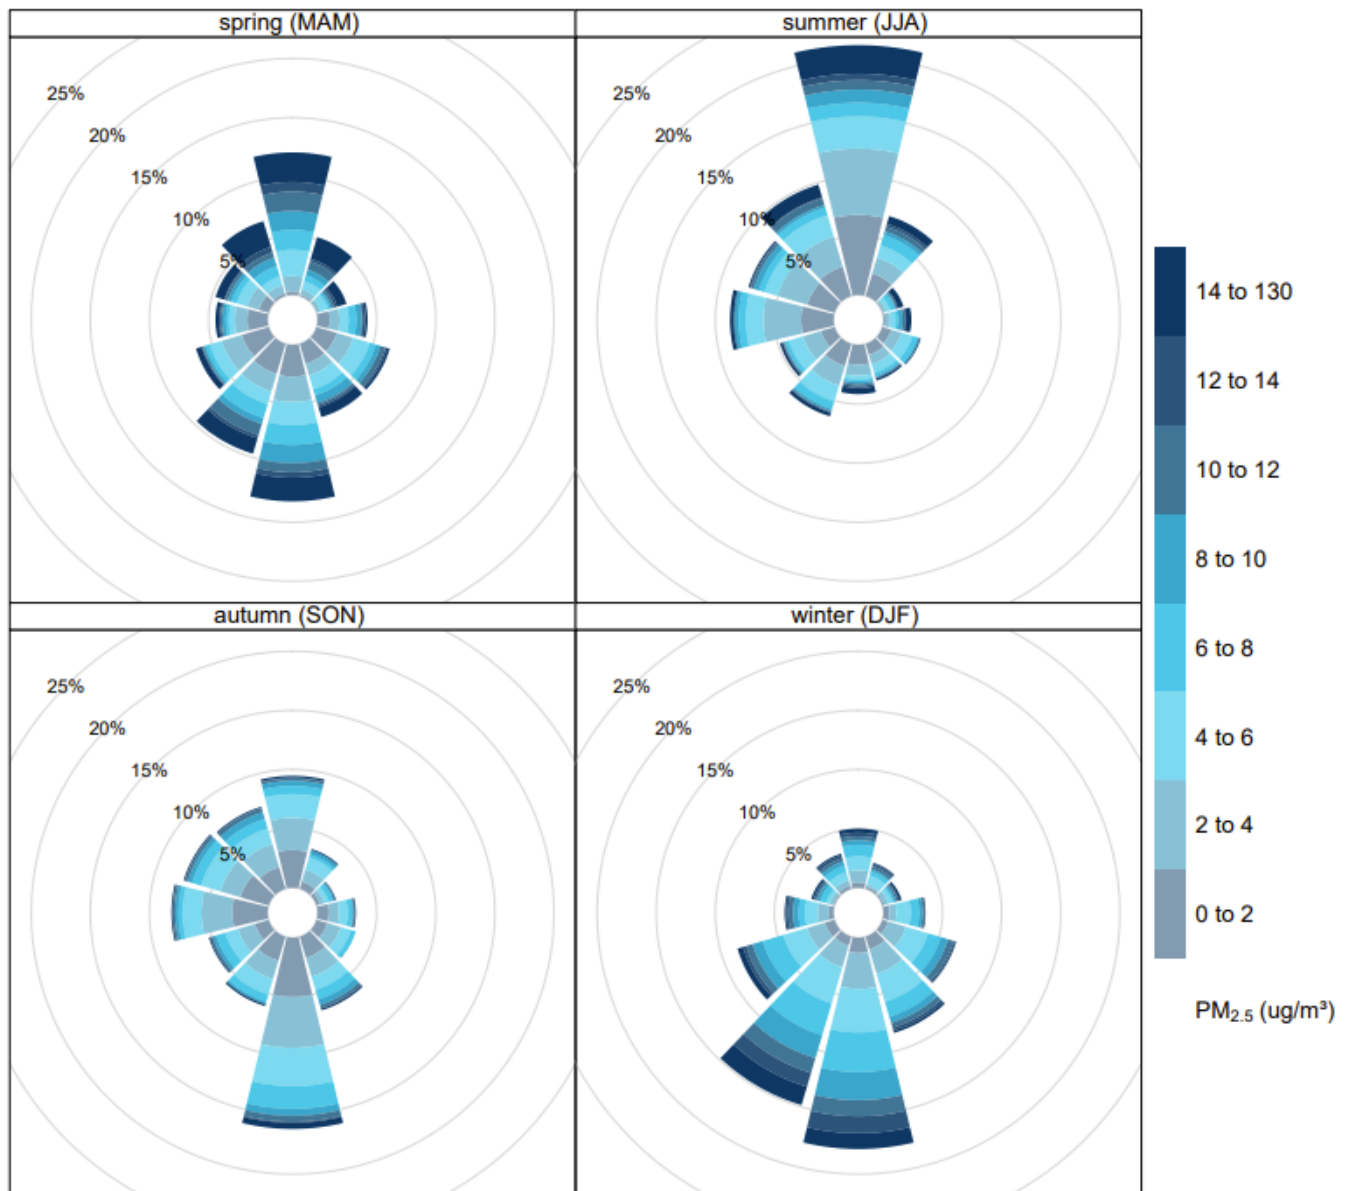 spring (MAM)
25%
20%
15%
10%
5%
summer (JJA)
25%
20%
15%
10%
5%
autumn (SON)
25%
20%
15%
10%
5%
winter (DJF)
25%
20%
15%
10%
5%
14 to 130
12 to 14
10 to 12
8 to 10
6 to 8
4 to 6
2 to 4
0 to 2
PM₂.₅ (ug/m³)